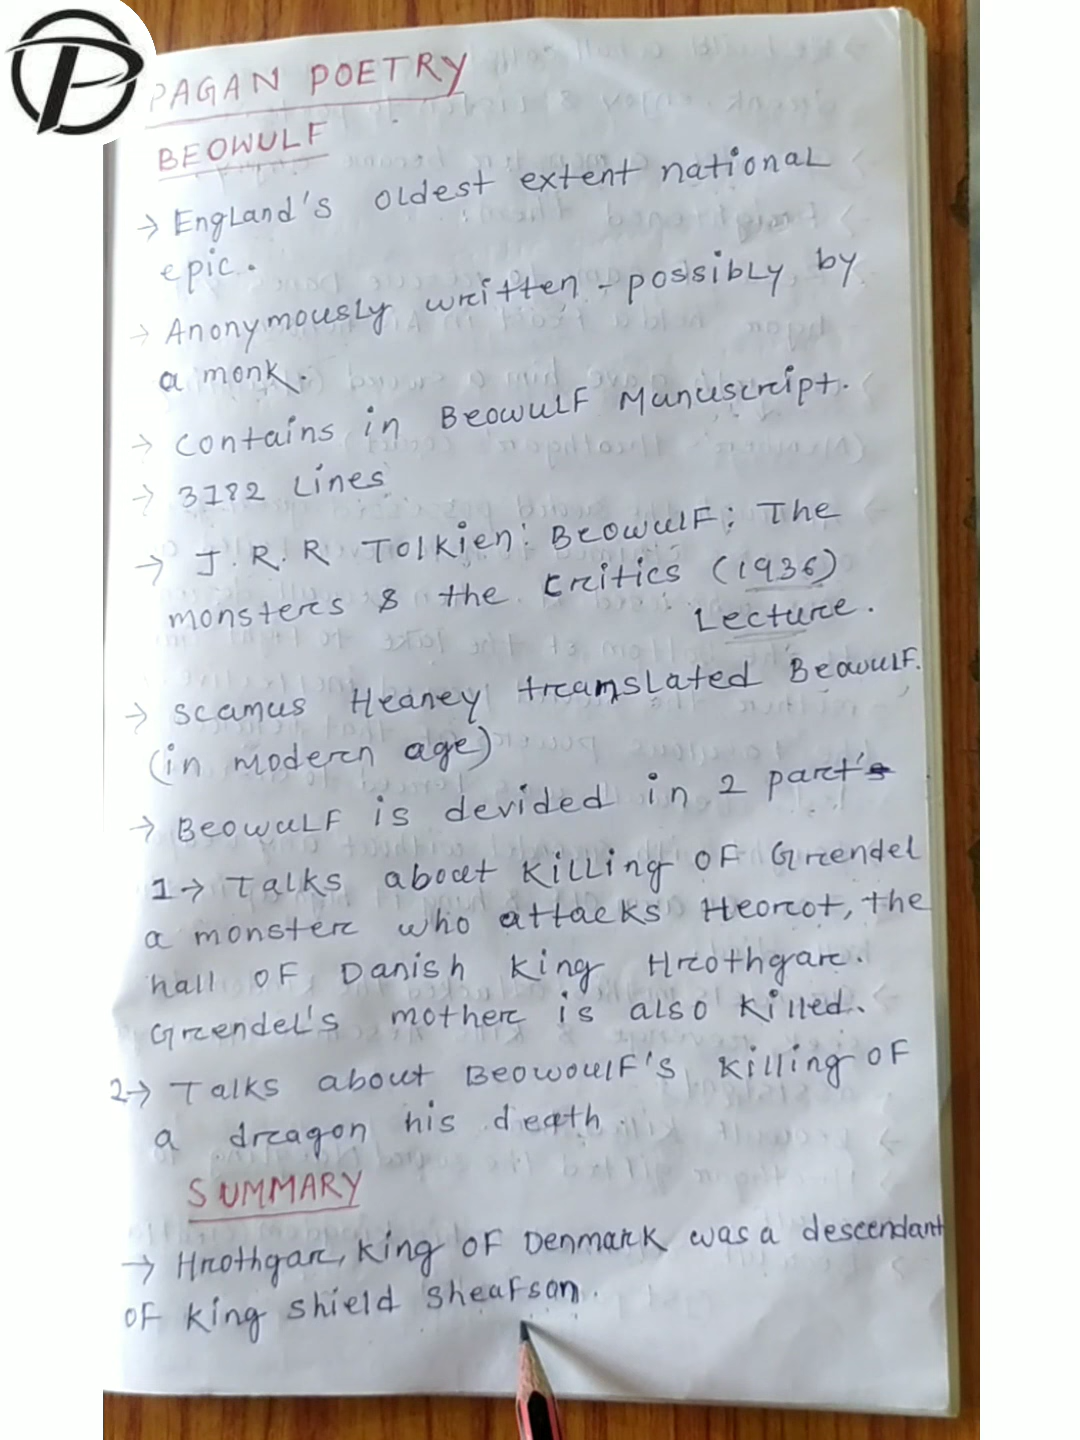 PAGAN POETRY
BEOWULF
→ England's oldest extent national
epic.
→ Anonymously written - possibly by
a monk.
→ contains in Beowulf Manuscript.
→ 3182 Lines
→ J.R.R Tolkien: Beowulf: The
monsters & the critics (1936)
Lecture.
→ Scamus Heaney tramslated Beowulf.
(in modern age)
→ Beowulf is devided in 2 part's
1→ Talks about killing of Grendel
a monster who attacks Heorot, the
hall of Danish king Hrothgar.
Grendel's mother is also killed.
2→ Talks about Beowoulf's killing of
a dragon his death.
SUMMARY
→ Hrothgar, king of Denmark was a descendant
of king shield sheafson.